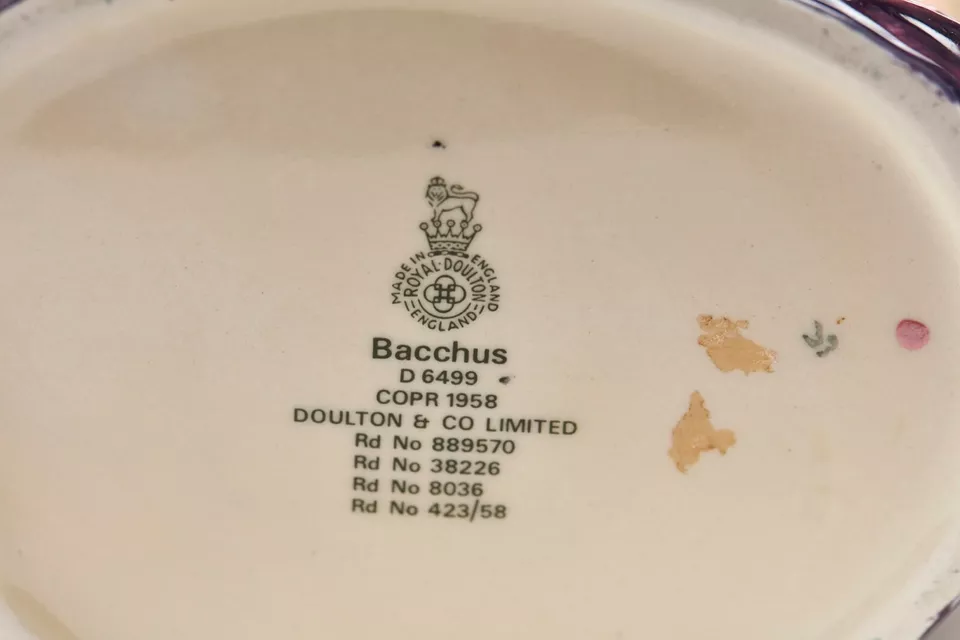 MADE IN ENGLAND
ROYAL·DOULTON
ENGLAND
Bacchus
D 6499
COPR 1958
DOULTON & CO LIMITED
Rd No 889570
Rd No 38226
Rd No 8036
Rd No 423/58